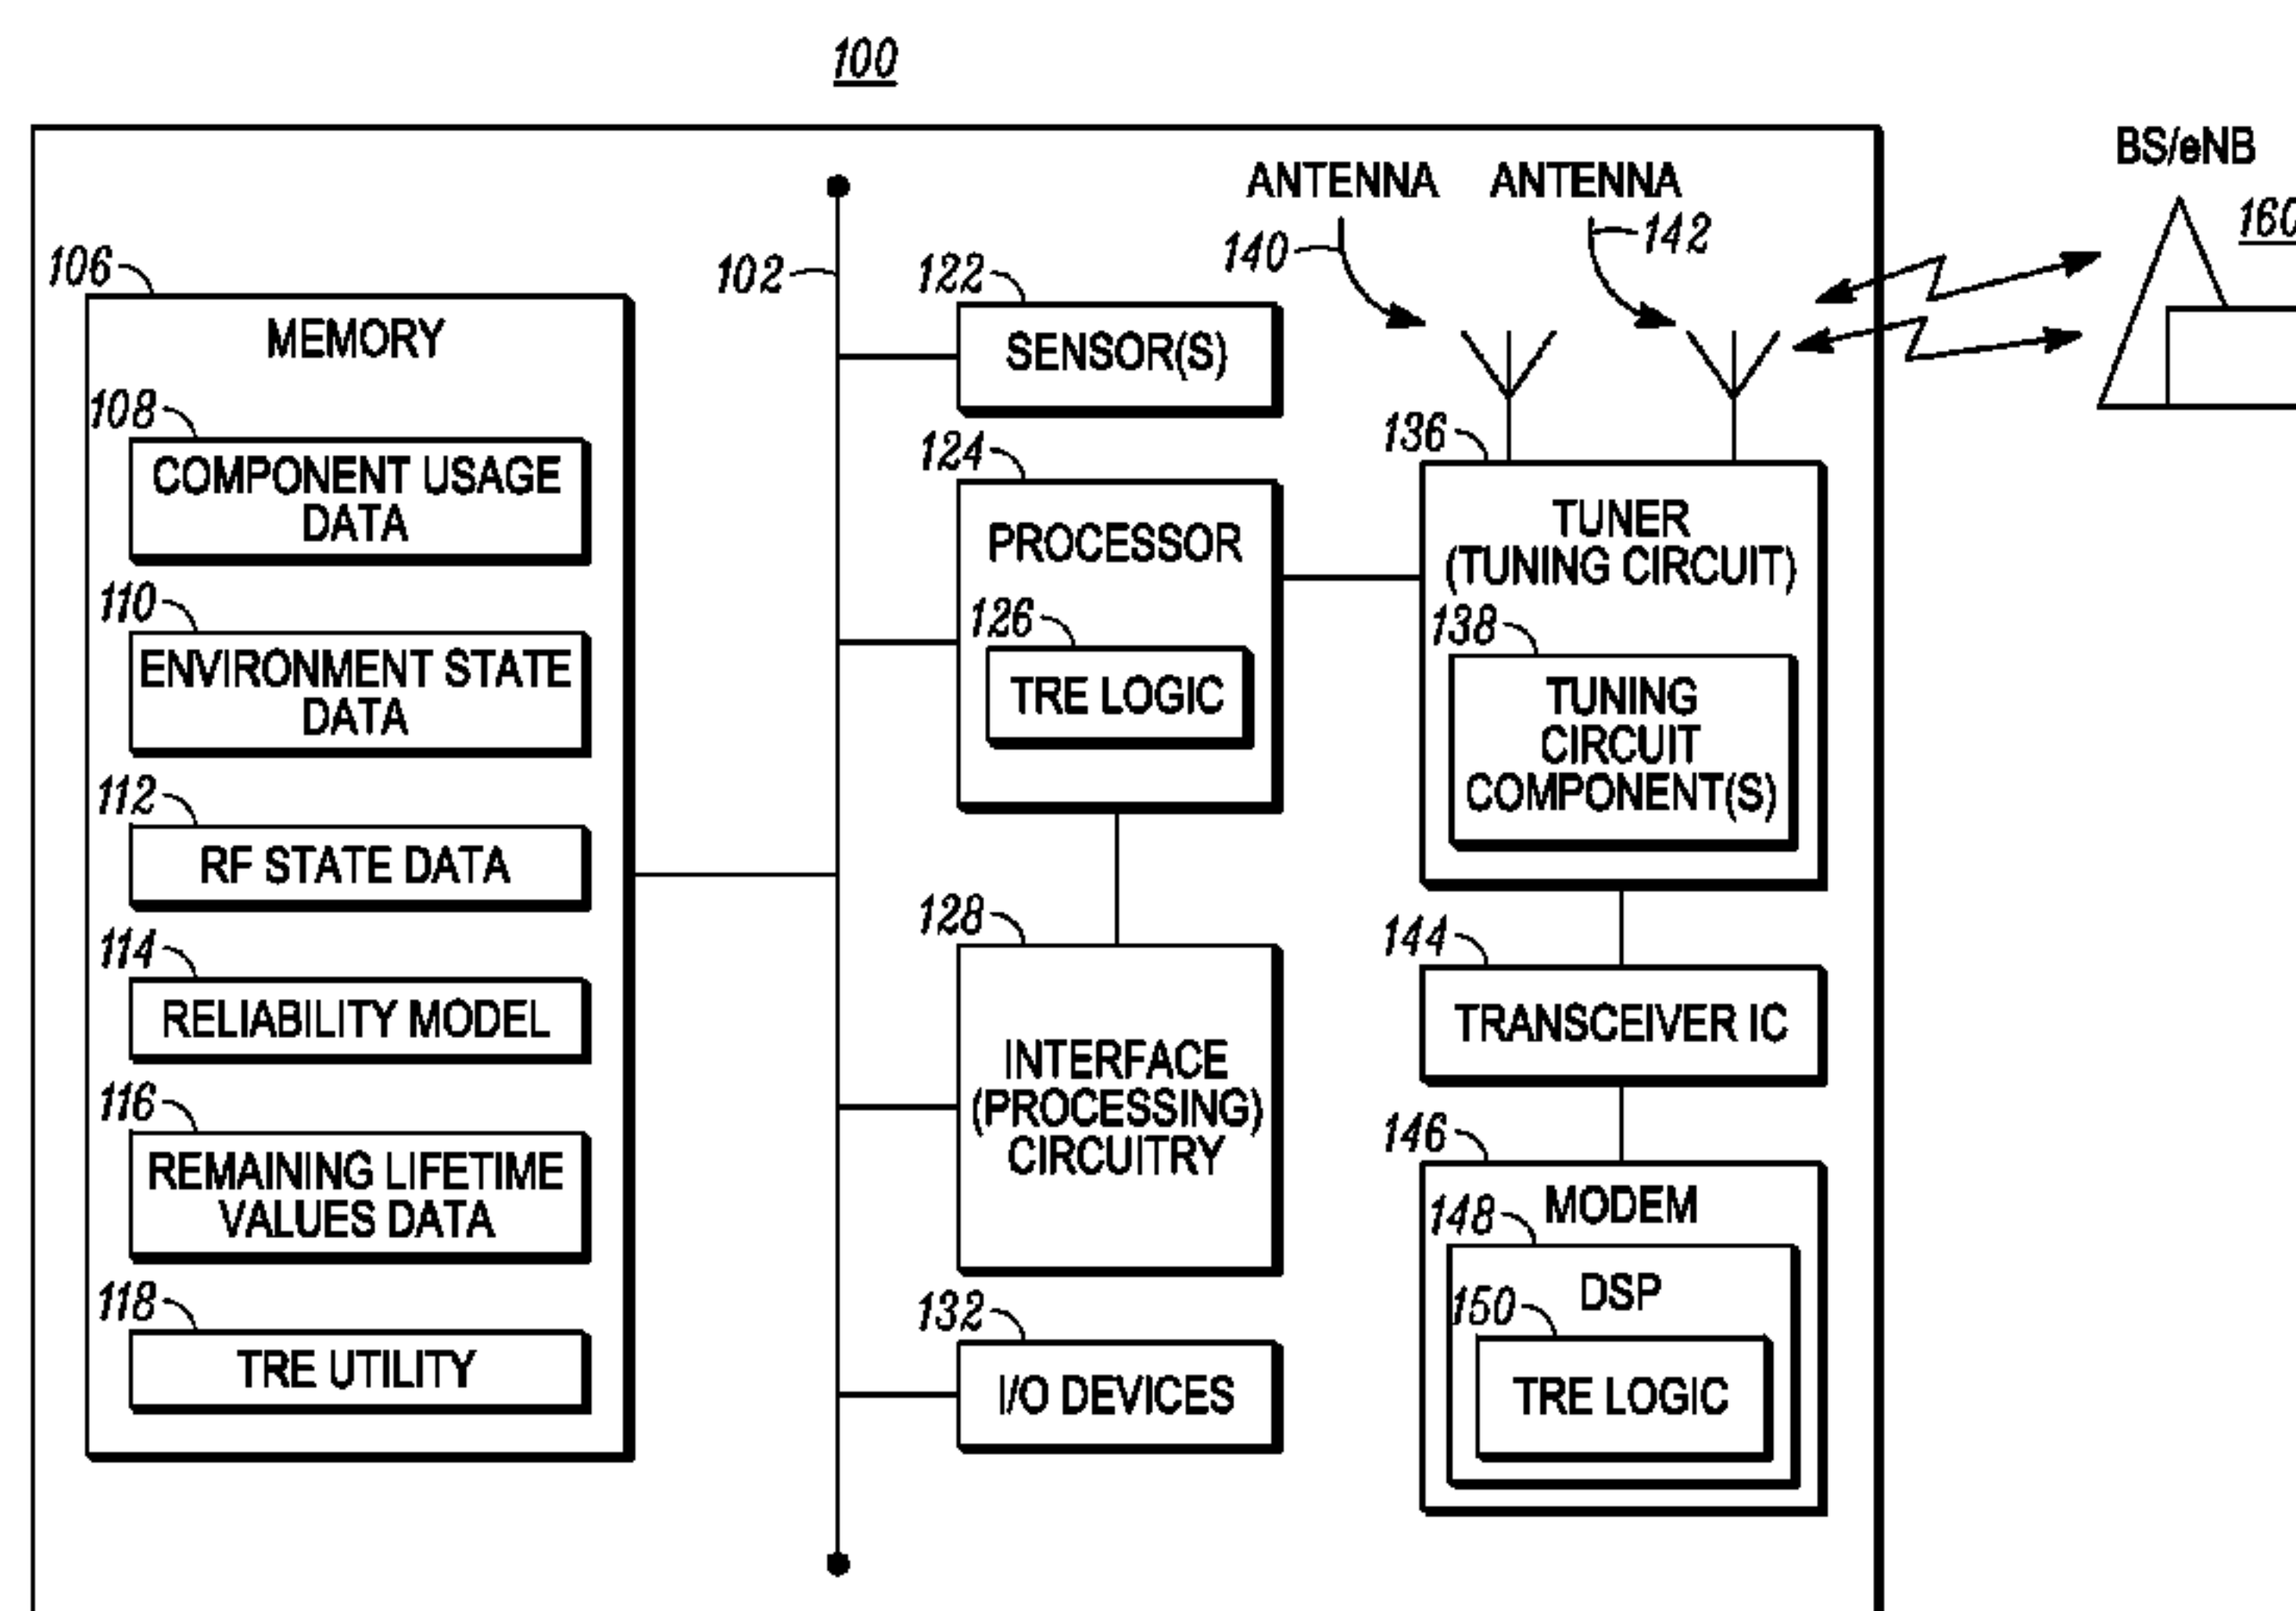 100
BS/eNB
160
ANTENNA ANTENNA
140
142
106
MEMORY
108
COMPONENT USAGE
DATA
110
ENVIRONMENT STATE
DATA
112
RF STATE DATA
114
RELIABILITY MODEL
116
REMAINING LIFETIME
VALUES DATA
118
TRE UTILITY
102
122
SENSOR(S)
124
PROCESSOR
126
TRE LOGIC
128
INTERFACE
(PROCESSING)
CIRCUITRY
132
I/O DEVICES
136
TUNER
(TUNING CIRCUIT)
138
TUNING
CIRCUIT
COMPONENT(S)
144
TRANSCEIVER IC
146
MODEM
148
DSP
150
TRE LOGIC